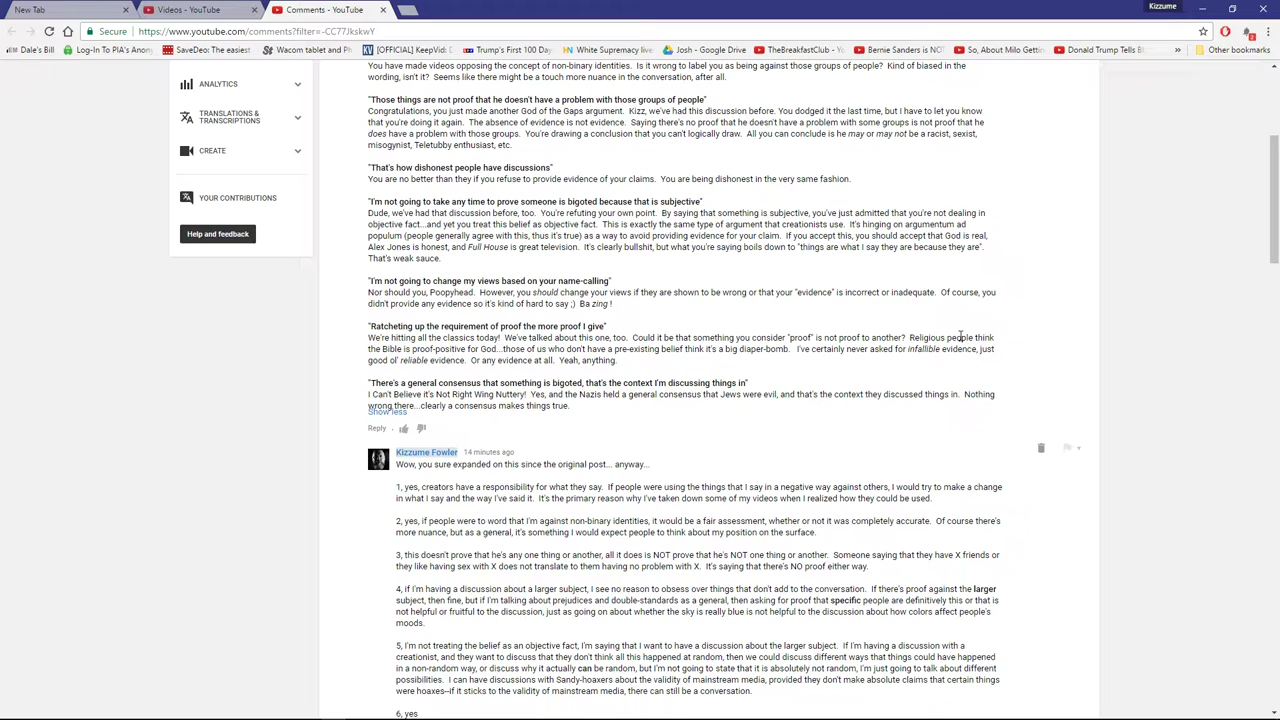 New Tab
Videos - YouTube
Comments - YouTube
Kizzume
Secure
https://www.youtube.com/comments?filter=-CC77JkskwY
Dale's Bill
Log-In To PIA's Anony
SaveDeo: The easiest
Wacom tablet and Ph
[OFFICIAL] KeepVid: D
Trump's First 100 Day
White Supremacy live
Josh - Google Drive
TheBreakfastClub - Yo
Bernie Sanders is NOT
So, About Milo Gettin
Donald Trump Tells B
»
Other bookmarks
ANALYTICS
TRANSLATIONS &
TRANSCRIPTIONS
CREATE
YOUR CONTRIBUTIONS
Help and feedback
You have made videos opposing the concept of non-binary identities. Is it wrong to label you as being against those groups of people? Kind of biased in the
wording, isn't it? Seems like there might be a touch more nuance in the conversation, after all.
"Those things are not proof that he doesn't have a problem with those groups of people"
Congratulations, you just made another God of the Gaps argument. Kizz, we've had this discussion before. You dodged it the last time, but I have to let you know
that you're doing it again. The absence of evidence is not evidence. Saying there's no proof that he doesn't have a problem with some groups is not proof that he
does have a problem with those groups. You're drawing a conclusion that you can't logically draw. All you can conclude is he may or may not be a racist, sexist,
misogynist, Teletubby enthusiast, etc.
"That's how dishonest people have discussions"
You are no better than they if you refuse to provide evidence of your claims. You are being dishonest in the very same fashion.
"I'm not going to take any time to prove someone is bigoted because that is subjective"
Dude, we've had that discussion before, too. You're refuting your own point. By saying that something is subjective, you've just admitted that you're not dealing in
objective fact...and yet you treat this belief as objective fact. This is exactly the same type of argument that creationists use. It's hinging on argumentum ad
populum (people generally agree with this, thus it's true) as a way to avoid providing evidence for your claim. If you accept this, you should accept that God is real,
Alex Jones is honest, and Full House is great television. It's clearly bullshit, but what you're saying boils down to "things are what I say they are because they are".
That's weak sauce.
"I'm not going to change my views based on your name-calling"
Nor should you, Poopyhead. However, you should change your views if they are shown to be wrong or that your "evidence" is incorrect or inadequate. Of course, you
didn't provide any evidence so it's kind of hard to say ;) Ba zing !
"Ratcheting up the requirement of proof the more proof I give"
We're hitting all the classics today! We've talked about this one, too. Could it be that something you consider "proof" is not proof to another? Religious people think
the Bible is proof-positive for God...those of us who don't have a pre-existing belief think it's a big diaper-bomb. I've certainly never asked for infallible evidence, just
good ol' reliable evidence. Or any evidence at all. Yeah, anything.
"There's a general consensus that something is bigoted, that's the context I'm discussing things in"
I Can't Believe it's Not Right Wing Nuttery! Yes, and the Nazis held a general consensus that Jews were evil, and that's the context they discussed things in. Nothing
wrong there...clearly a consensus makes things true.
Show less
Reply
Kizzume Fowler 14 minutes ago
Wow, you sure expanded on this since the original post... anyway...
1, yes, creators have a responsibility for what they say. If people were using the things that I say in a negative way against others, I would try to make a change
in what I say and the way I've said it. It's the primary reason why I've taken down some of my videos when I realized how they could be used.
2, yes, if people were to word that I'm against non-binary identities, it would be a fair assessment, whether or not it was completely accurate. Of course there's
more nuance, but as a general, it's something I would expect people to think about my position on the surface.
3, this doesn't prove that he's any one thing or another, all it does is NOT prove that he's NOT one thing or another. Someone saying that they have X friends or
they like having sex with X does not translate to them having no problem with X. It's saying that there's NO proof either way.
4, if I'm having a discussion about a larger subject, I see no reason to obsess over things that don't add to the conversation. If there's proof against the larger
subject, then fine, but if I'm talking about prejudices and double-standards as a general, then asking for proof that specific people are definitively this or that is
not helpful or fruitful to the discussion, just as going on about whether the sky is really blue is not helpful to the discussion about how colors affect people's
moods.
5, I'm not treating the belief as an objective fact, I'm saying that I want to have a discussion about the larger subject. If I'm having a discussion with a
creationist, and they want to discuss that they don't think all this happened at random, then we could discuss different ways that things could have happened
in a non-random way, or discuss why it actually can be random, but I'm not going to state that it is absolutely not random, I'm just going to talk about different
possibilities. I can have discussions with Sandy-hoaxers about the validity of mainstream media, provided they don't make absolute claims that certain things
were hoaxes--if it sticks to the validity of mainstream media, there can still be a conversation.
6, yes